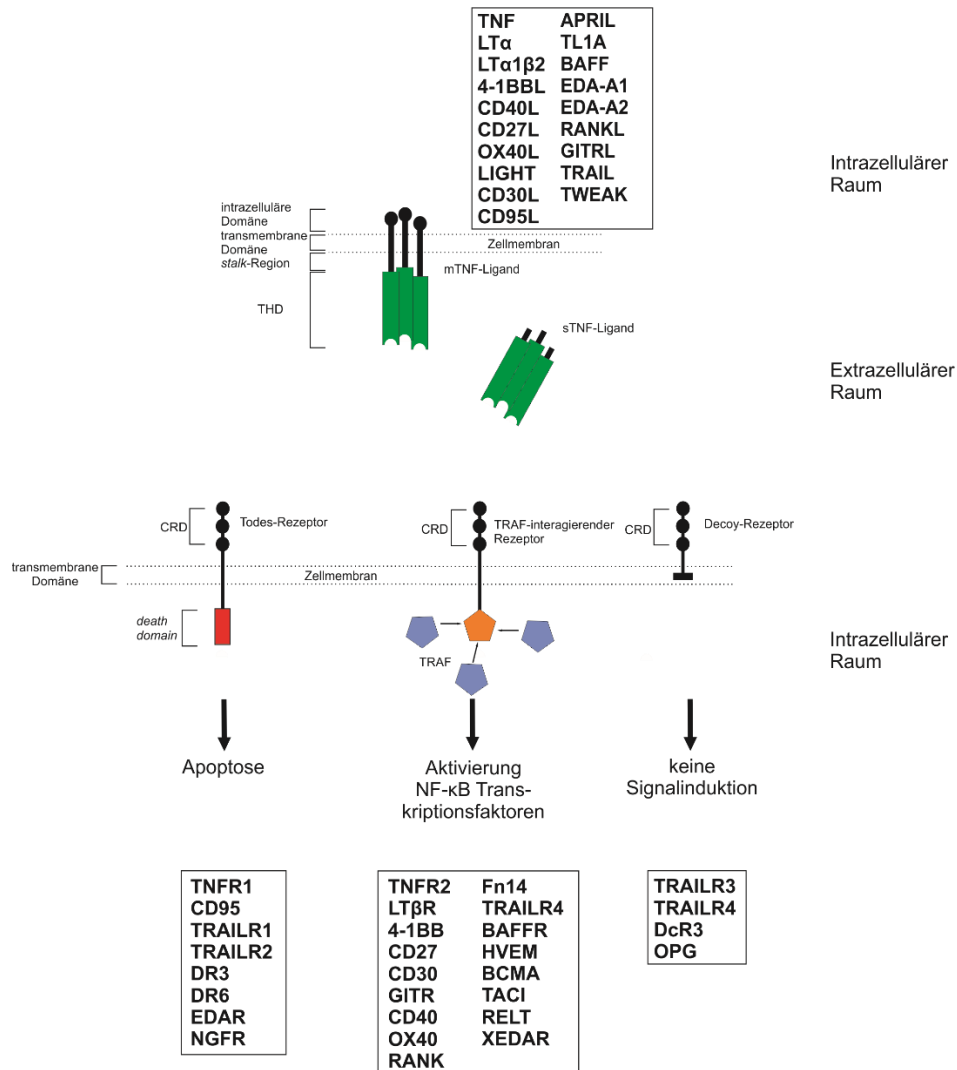 TNF APRIL
LTα TL1A
LTα1β2 BAFF
4-1BBL EDA-A1
CD40L EDA-A2
CD27L RANKL
OX40L GITRL
LIGHT TRAIL
CD30L TWEAK
CD95L
Intrazellulärer
Raum
intrazelluläre
Domäne
transmembrane
Domäne
stalk-Region
THD
Zellmembran
mTNF-Ligand
sTNF-Ligand
Extrazellulärer
Raum
CRD
Todes-Rezeptor
CRD
TRAF-interagierender
Rezeptor
CRD
Decoy-Rezeptor
transmembrane
Domäne
Zellmembran
death
domain
TRAF
Intrazellulärer
Raum
Apoptose
Aktivierung
NF-κB Trans-
kriptionsfaktoren
keine
Signalinduktion
TNFR1
CD95
TRAILR1
TRAILR2
DR3
DR6
EDAR
NGFR
TNFR2 Fn14
LTβR TRAILR4
4-1BB BAFFR
CD27 HVEM
CD30 BCMA
GITR TACI
CD40 RELT
OX40 XEDAR
RANK
TRAILR3
TRAILR4
DcR3
OPG